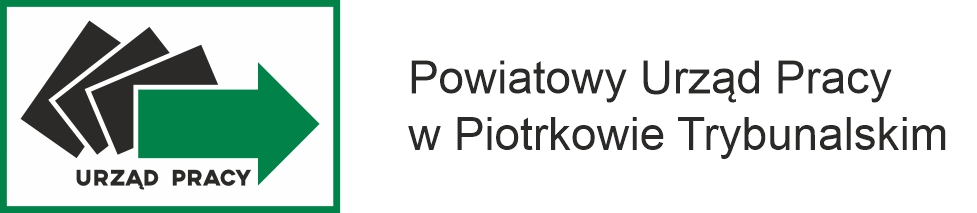 URZĄD PRACY
Powiatowy Urząd Pracy
w Piotrkowie Trybunalskim